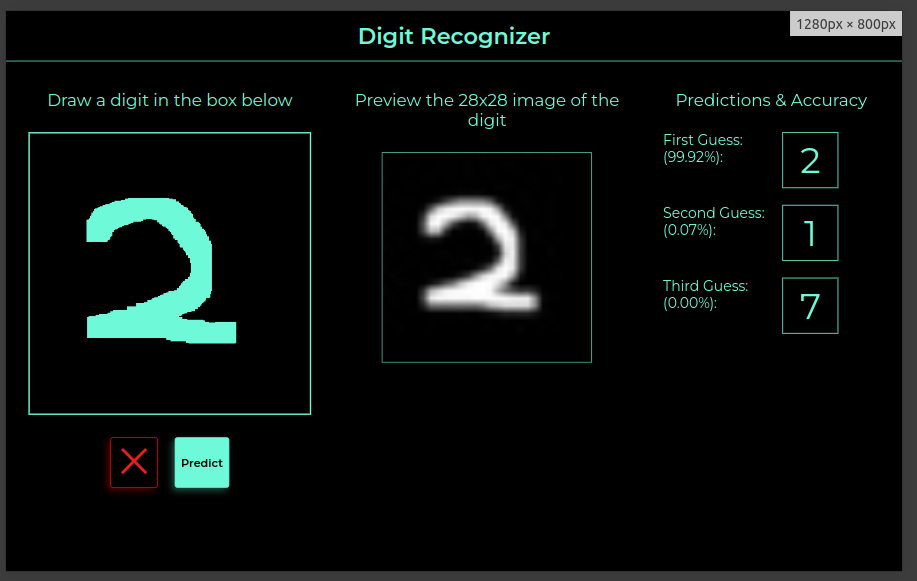 1280px × 800px
Digit Recognizer
Draw a digit in the box below
2
Predict
Preview the 28x28 image of the
digit
2
Predictions & Accuracy
First Guess:
(99.92%):
2
Second Guess:
(0.07%):
1
Third Guess:
(0.00%):
7